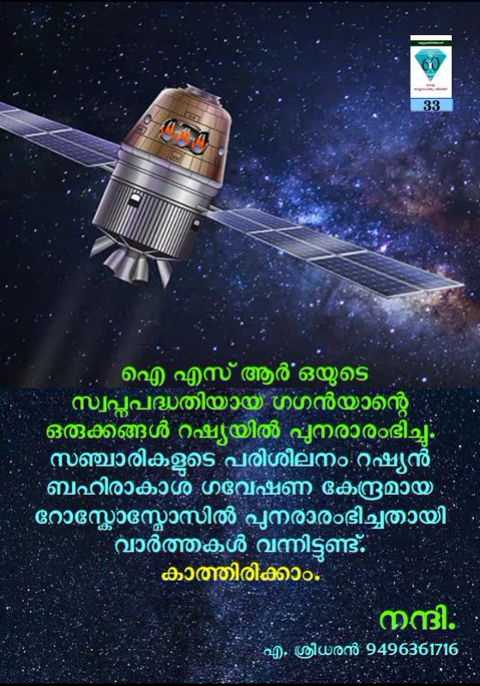 33
ഐ എസ് ആർ ഒയുടെ
സ്വപ്നപദ്ധതിയായ ഗഗൻയാന്റെ
ഒരുക്കങ്ങൾ റഷ്യയിൽ പുനരാരംഭിച്ചു.
സഞ്ചാരികളുടെ പരിശീലനം റഷ്യൻ
ബഹിരാകാശ ഗവേഷണ കേന്ദ്രമായ
റോസ്കോസ്മോസിൽ പുനരാരംഭിച്ചതായി
വാർത്തകൾ വന്നിട്ടുണ്ട്.
കാത്തിരിക്കാം.
നന്ദി.
എ. ശ്രീധരൻ 9496361716